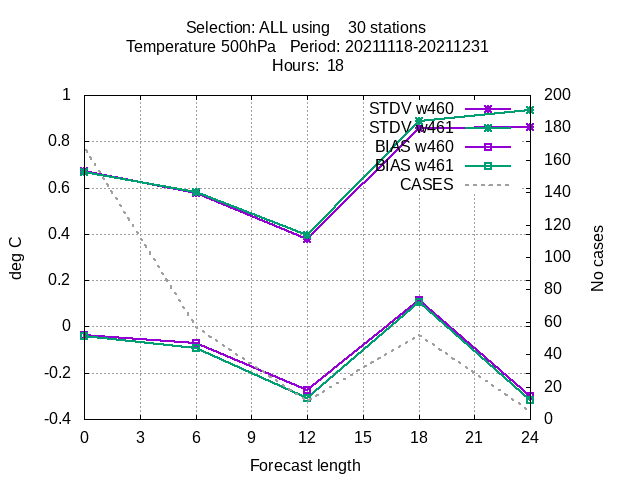 Selection: ALL using    30 stations
Temperature 500hPa   Period: 20211118-20211231
Hours:  18
STDV w460
STDV w461
BIAS w460
BIAS w461
CASES
1
0.8
0.6
0.4
0.2
0
-0.2
-0.4
deg C
200
180
160
140
120
100
80
60
40
20
0
No cases
0 3 6 9 12 15 18 21 24
Forecast length